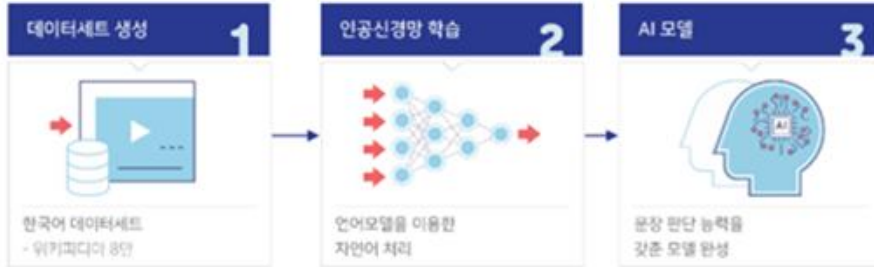 데이터세트 생성 1
한국어 데이터세트
- 위키피디아 8만
인공신경망 학습 2
언어모델을 이용한
자연어 처리
AI 모델 3
AI
문장 판단 능력을
갖춘 모델 완성